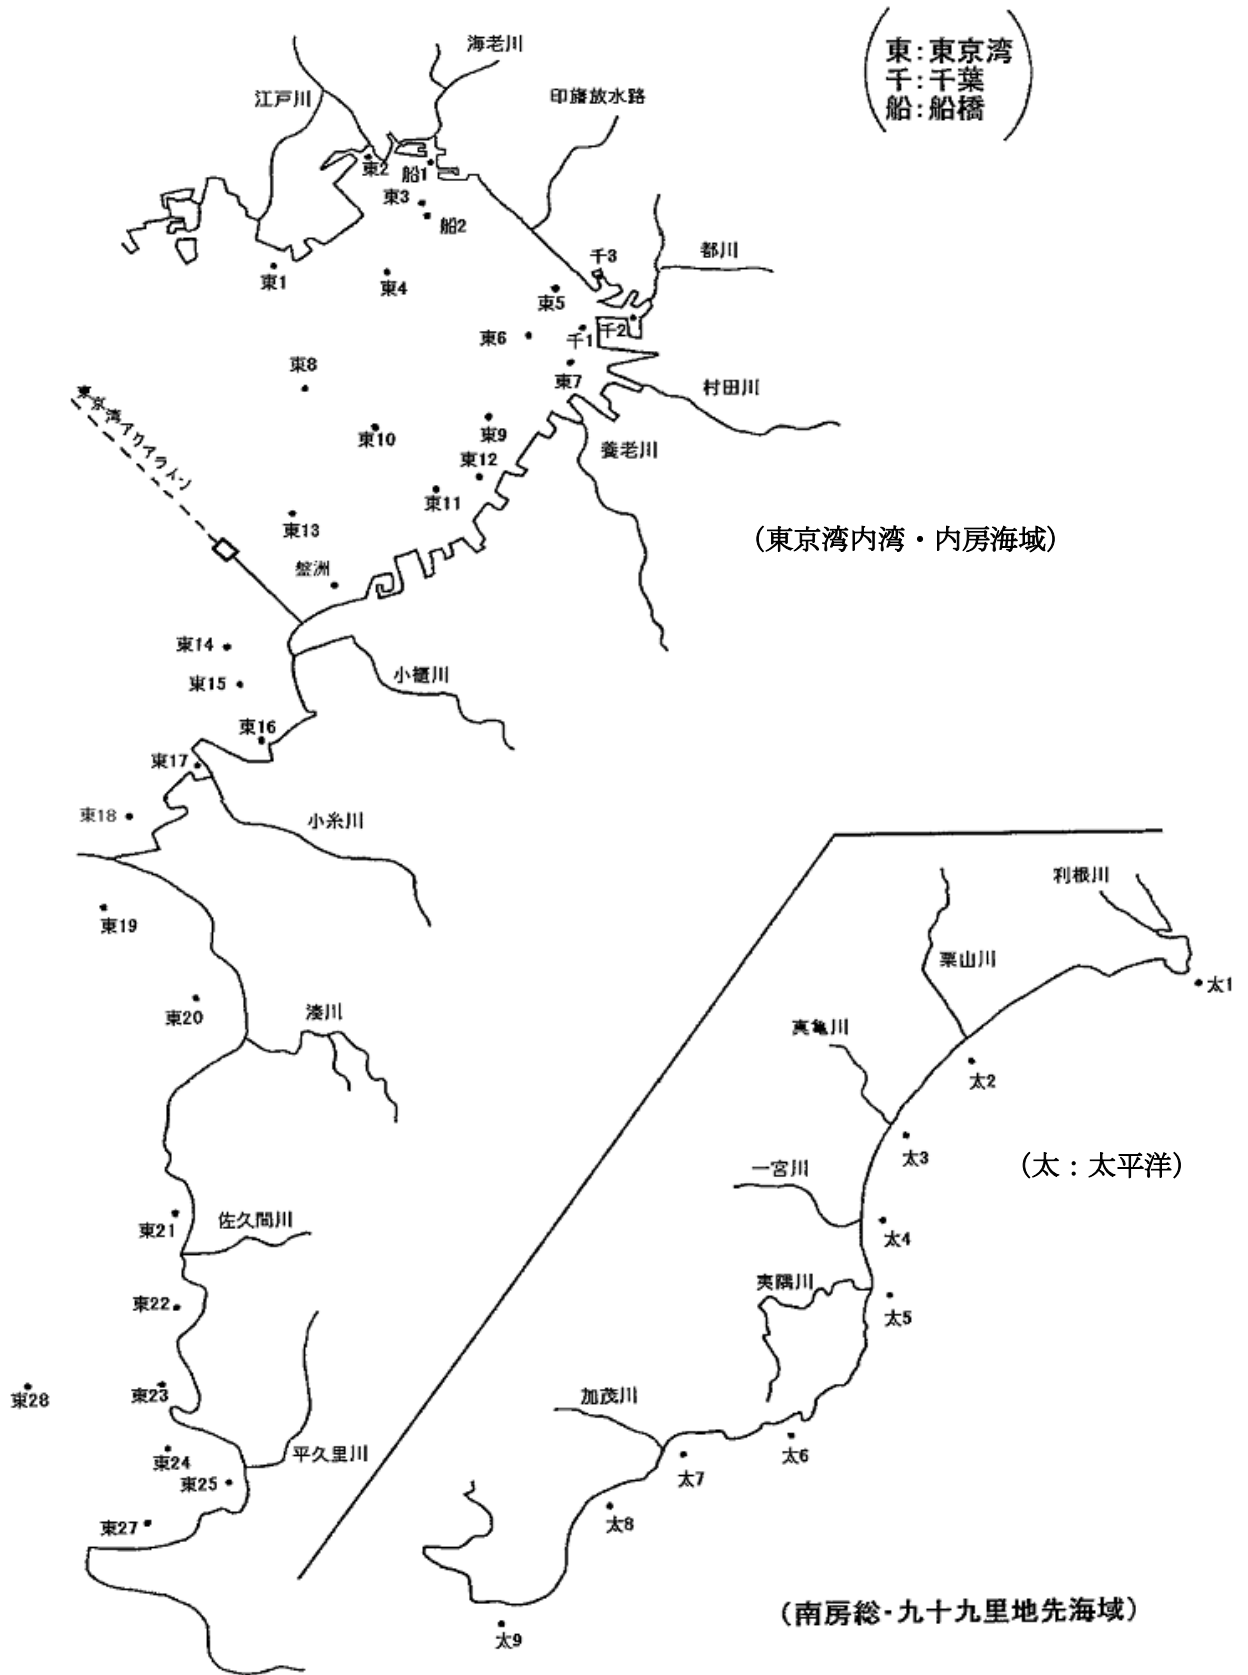 東：東京湾
千：千葉
船：船橋
海老川
江戸川
印旛放水路
東2
船1
東3
船2
都川
千3
東1
東4
東5
東6
千1
千2
東8
東7
村田川
東京湾アクアライン
東10
東9
養老川
東12
東11
東13
(東京湾内湾・内房海域)
盤洲
東14
小櫃川
東15
東16
東17
東18
小糸川
利根川
東19
栗山川
太1
東20
湊川
真亀川
太2
太3
(太：太平洋)
一宮川
東21
佐久間川
太4
夷隅川
東22
太5
東28
東23
加茂川
平久里川
太6
東24
東25
太7
東27
太8
(南房総・九十九里地先海域)
太9